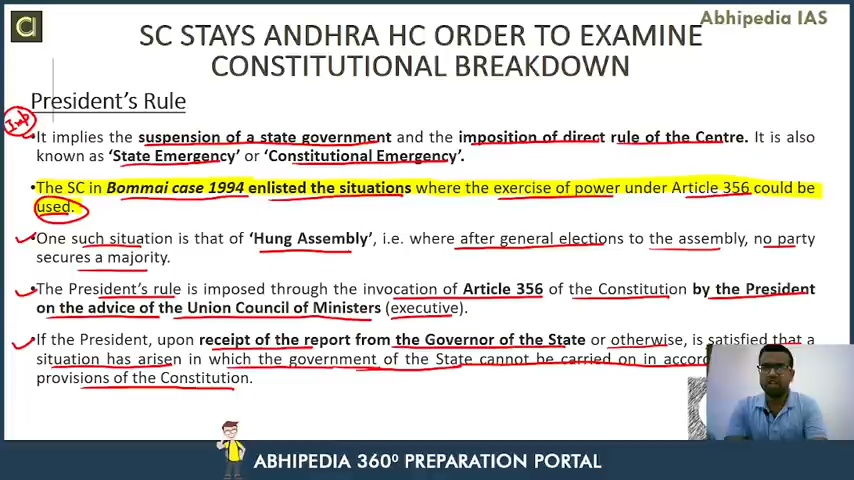 a
Abhipedia IAS
SC STAYS ANDHRA HC ORDER TO EXAMINE
CONSTITUTIONAL BREAKDOWN
President's Rule
Imp
•It implies the suspension of a state government and the imposition of direct rule of the Centre. It is also
known as 'State Emergency' or 'Constitutional Emergency'.
•The SC in Bommai case 1994 enlisted the situations where the exercise of power under Article 356 could be
used.
•One such situation is that of 'Hung Assembly', i.e. where after general elections to the assembly, no party
secures a majority.
•The President's rule is imposed through the invocation of Article 356 of the Constitution by the President
on the advice of the Union Council of Ministers (executive).
•If the President, upon receipt of the report from the Governor of the State or otherwise, is satisfied that a
situation has arisen in which the government of the State cannot be carried on in accor
provisions of the Constitution.
ABHIPEDIA 360⁰ PREPARATION PORTAL